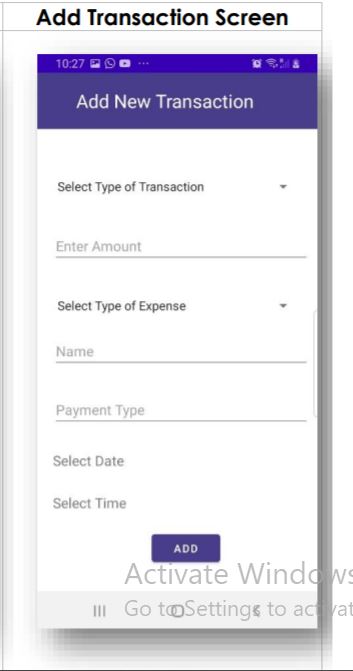 Add Transaction Screen
10:27
Add New Transaction
Select Type of Transaction
Enter Amount
Select Type of Expense
Name
Payment Type
Select Date
Select Time
ADD
Activate Windows
Go to Settings to activat